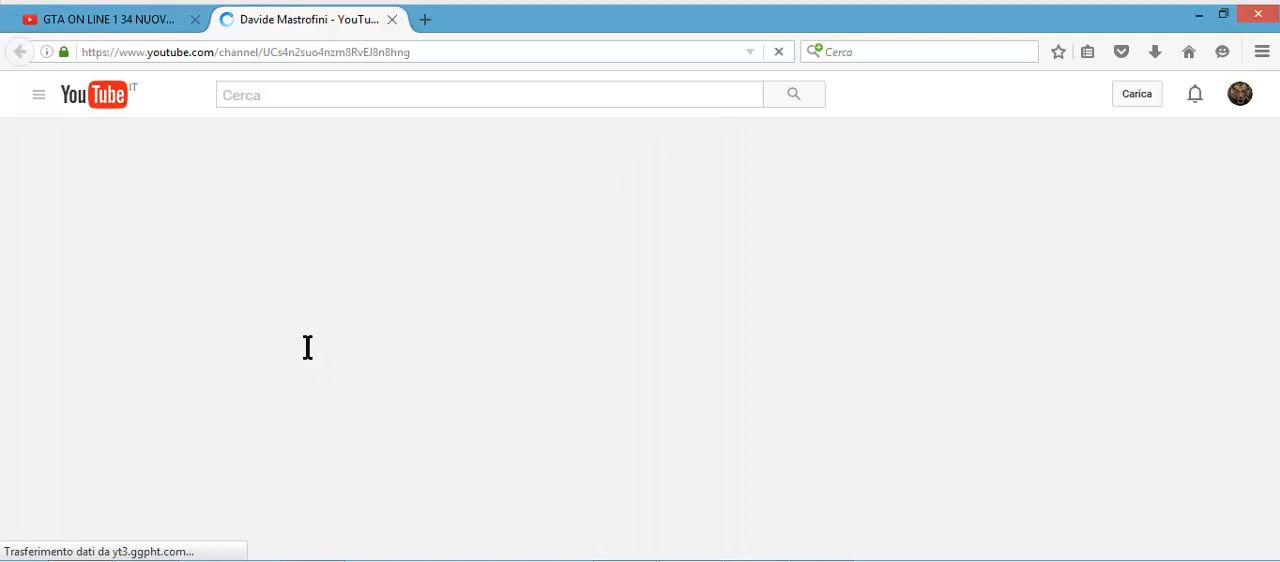 GTA ON LINE 1 34 NUOV...
Davide Mastrofini - YouTu...
https://www.youtube.com/channel/UCs4n2suo4nzm8RvEJ8n8hng
Cerca
YouTube IT
Cerca
Carica
Trasferimento dati da yt3.ggpht.com...